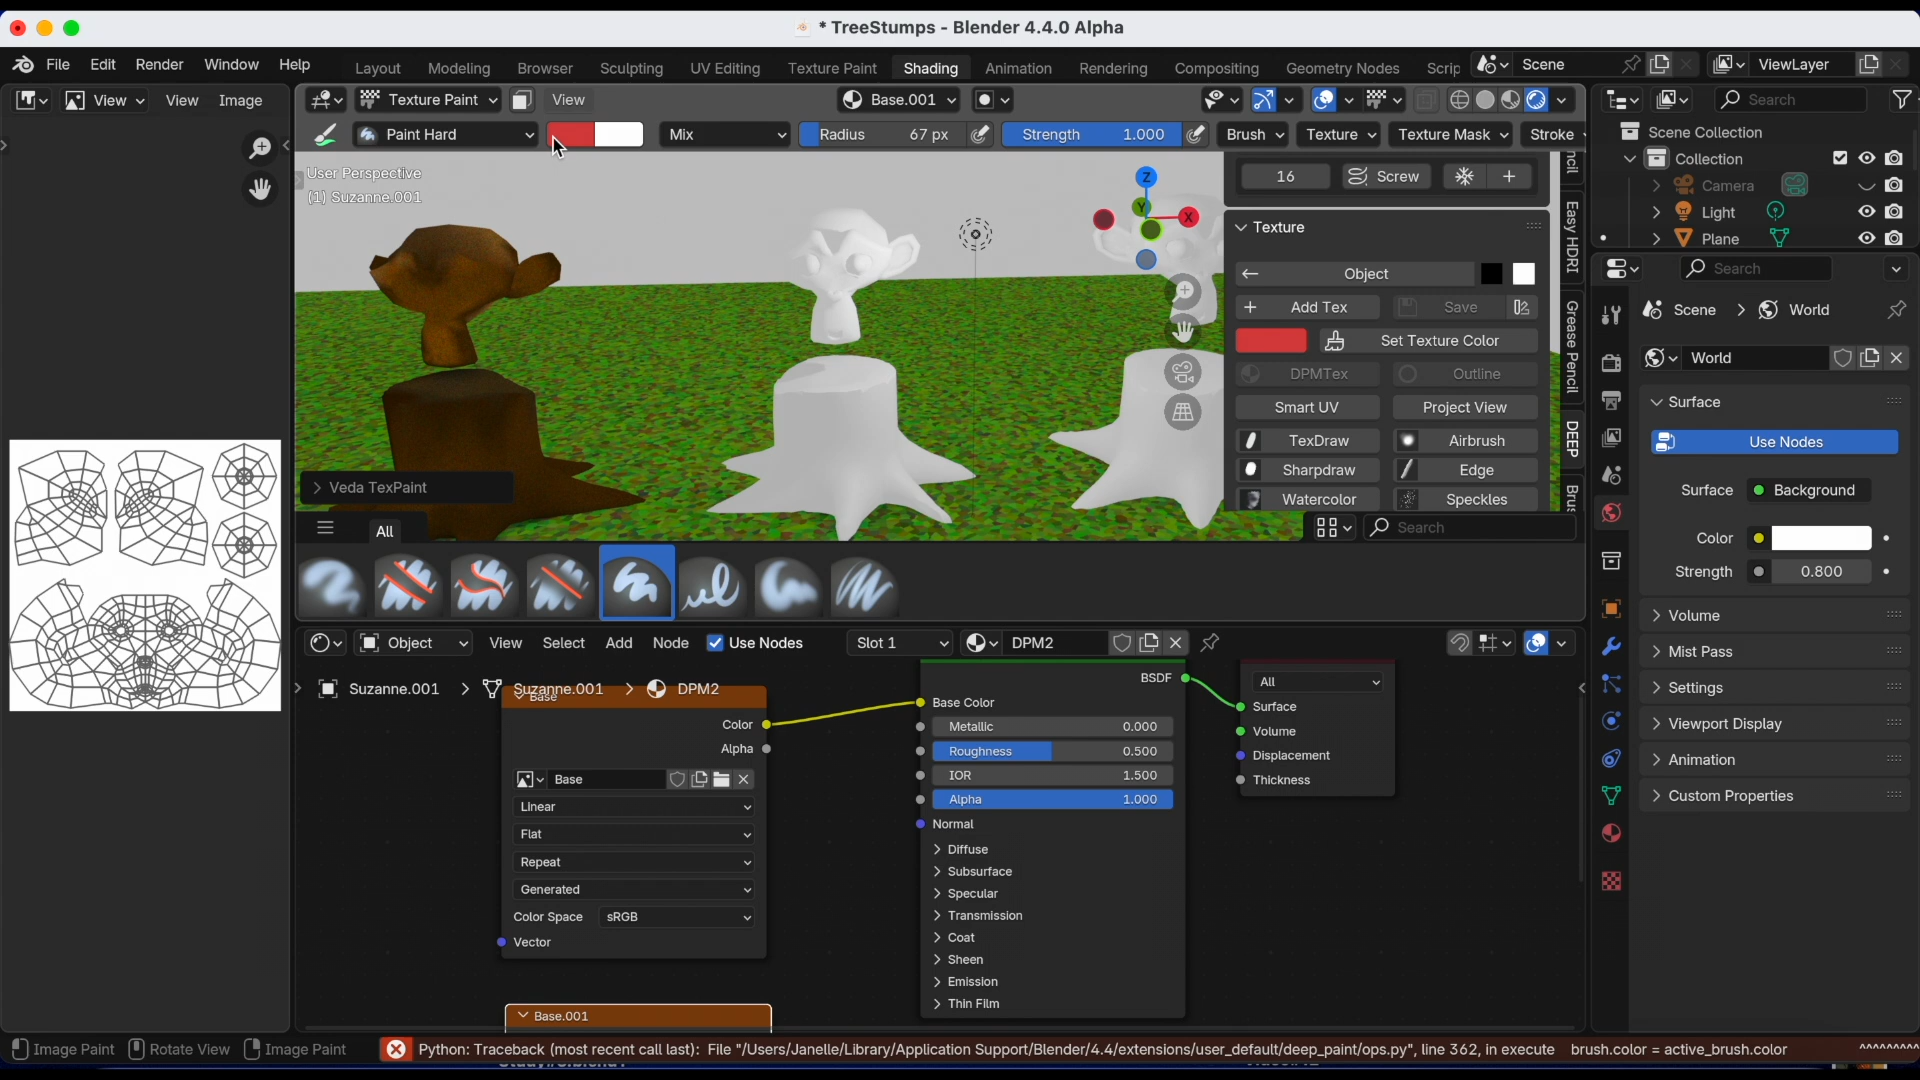 * TreeStumps - Blender 4.4.0 Alpha
File Edit Render Window Help Layout Modeling Browser Sculpting UV Editing Texture Paint Shading Animation Rendering Compositing Geometry Nodes Scrip Scene ViewLayer
View View Image Texture Paint View Base.001 Search
Paint Hard Mix Radius 67 px Strength 1.000 Brush Texture Texture Mask Stroke
Scene Collection
Collection
Camera
Light
Plane
User Perspective
(1) Suzanne.001
Z
Y
X
16 Screw +
Texture
Object
+ Add Tex Save
Set Texture Color
DPMTex Outline
Smart UV Project View
TexDraw Airbrush
Sharpdraw Edge
Watercolor Speckles
ncil
Easy HDRI
Grease Pencil
DEEP
Brus
Veda TexPaint
All Search
Search
Scene World
World
Surface
Use Nodes
Surface Background
Color
Strength 0.800
Volume
Mist Pass
Settings
Viewport Display
Animation
Custom Properties
Object View Select Add Node Use Nodes Slot 1 DPM2
Suzanne.001 Suzanne.001 DPM2
Base
Color
Alpha
Base
Linear
Flat
Repeat
Generated
Color Space sRGB
Vector
Base.001
BSDF
Base Color
Metallic 0.000
Roughness 0.500
IOR 1.500
Alpha 1.000
Normal
Diffuse
Subsurface
Specular
Transmission
Coat
Sheen
Emission
Thin Film
All
Surface
Volume
Displacement
Thickness
Image Paint Rotate View Image Paint Python: Traceback (most recent call last): File "/Users/Janelle/Library/Application Support/Blender/4.4/extensions/user_default/deep_paint/ops.py", line 362, in execute brush.color = active_brush.color ^^^^^^^^^